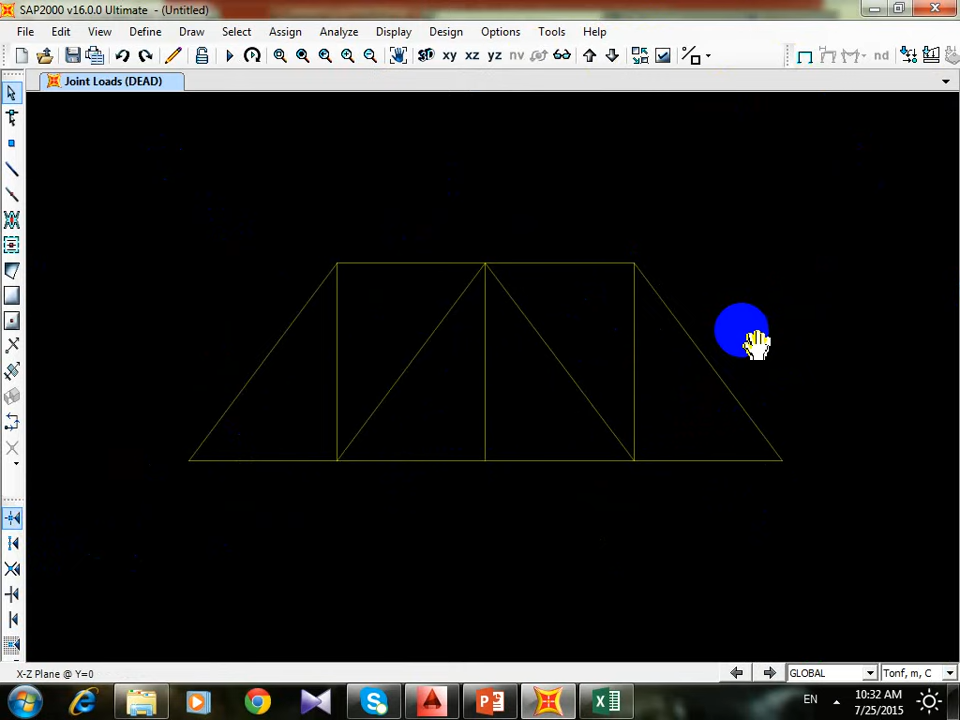 SAP2000 v16.0.0 Ultimate - (Untitled)
File Edit View Define Draw Select Assign Analyze Display Design Options Tools Help
3D xy xz yz nv nd
Joint Loads (DEAD)
X-Z Plane @ Y=0
GLOBAL
Tonf, m, C
EN
10:32 AM
7/25/2015